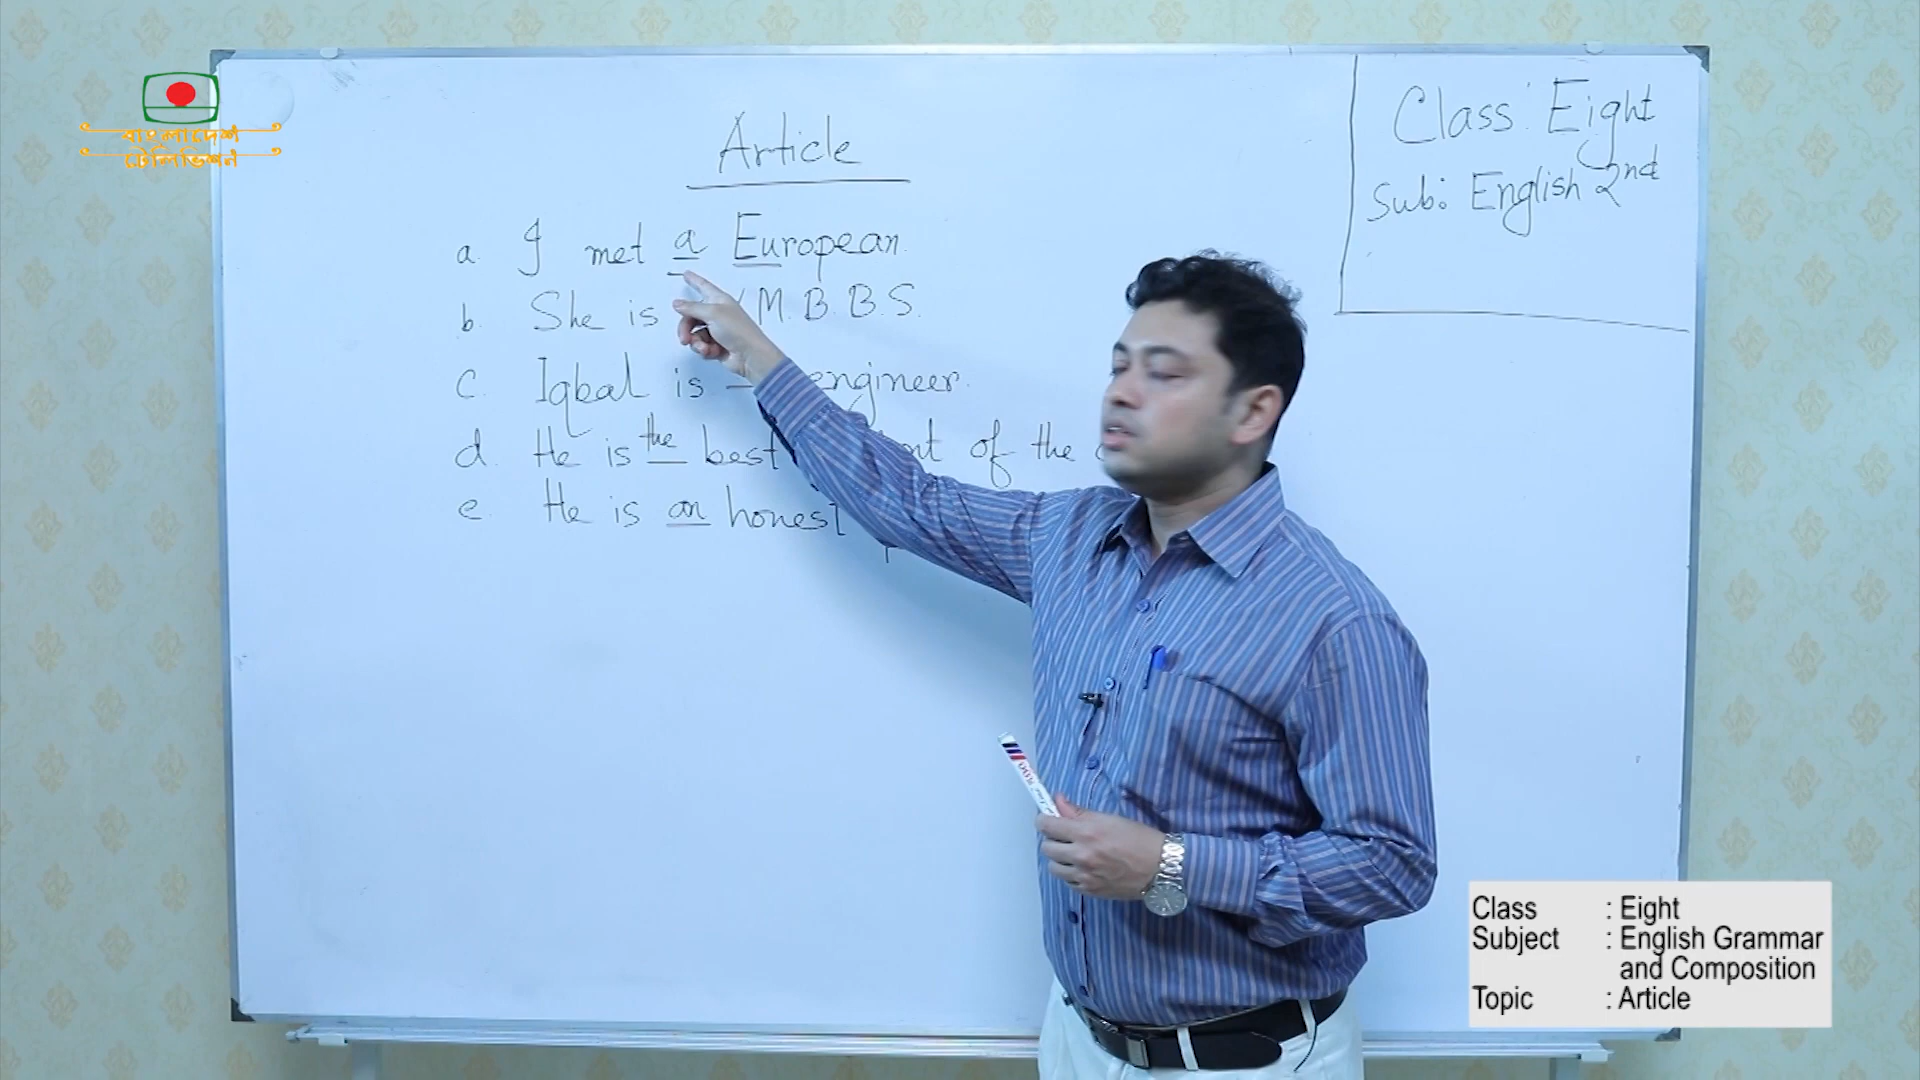 বাংলাদেশ
টেলিভিশন
Article
a. I met a European.
b. She is M.B.B.S.
c. Iqbal is engineer.
d. He is the best of the
e. He is an honest
Class: Eight
Sub: English 2nd
Class : Eight
Subject : English Grammar
and Composition
Topic : Article